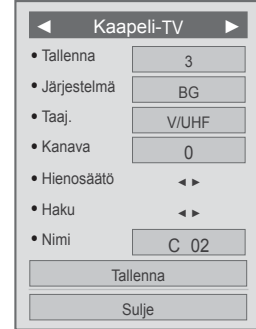 ◄ Kaapeli-TV ►
• Tallenna 3
• Järjestelmä BG
• Taaj. V/UHF
• Kanava 0
• Hienosäätö ◄►
• Haku ◄►
• Nimi C 02
Tallenna
Sulje